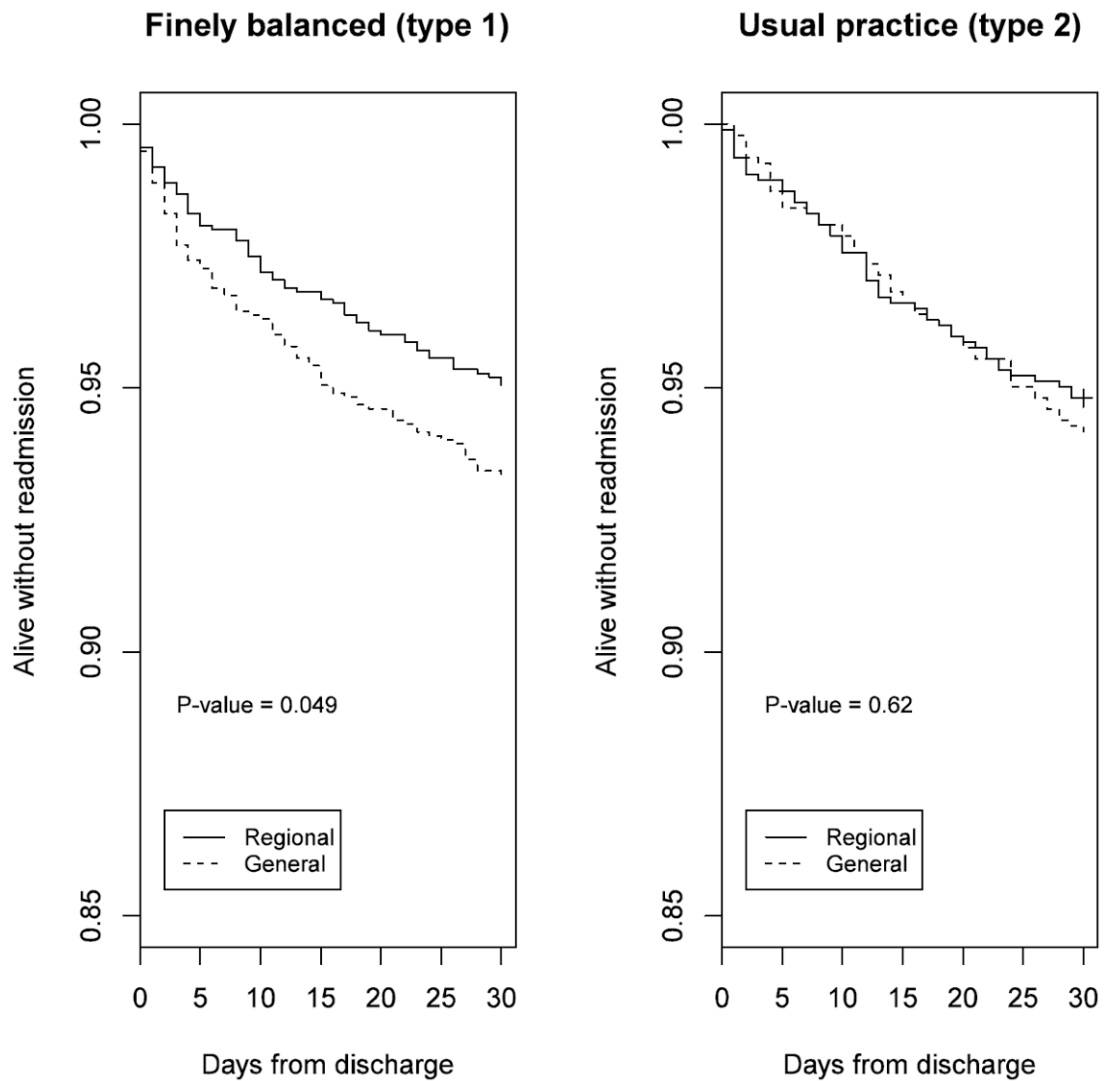 Finely balanced (type 1)
Alive without readmission
1.00
0.95
0.90
0.85
P-value = 0.049
Regional
General
0 5 10 15 20 25 30
Days from discharge
Usual practice (type 2)
Alive without readmission
1.00
0.95
0.90
0.85
P-value = 0.62
Regional
General
0 5 10 15 20 25 30
Days from discharge